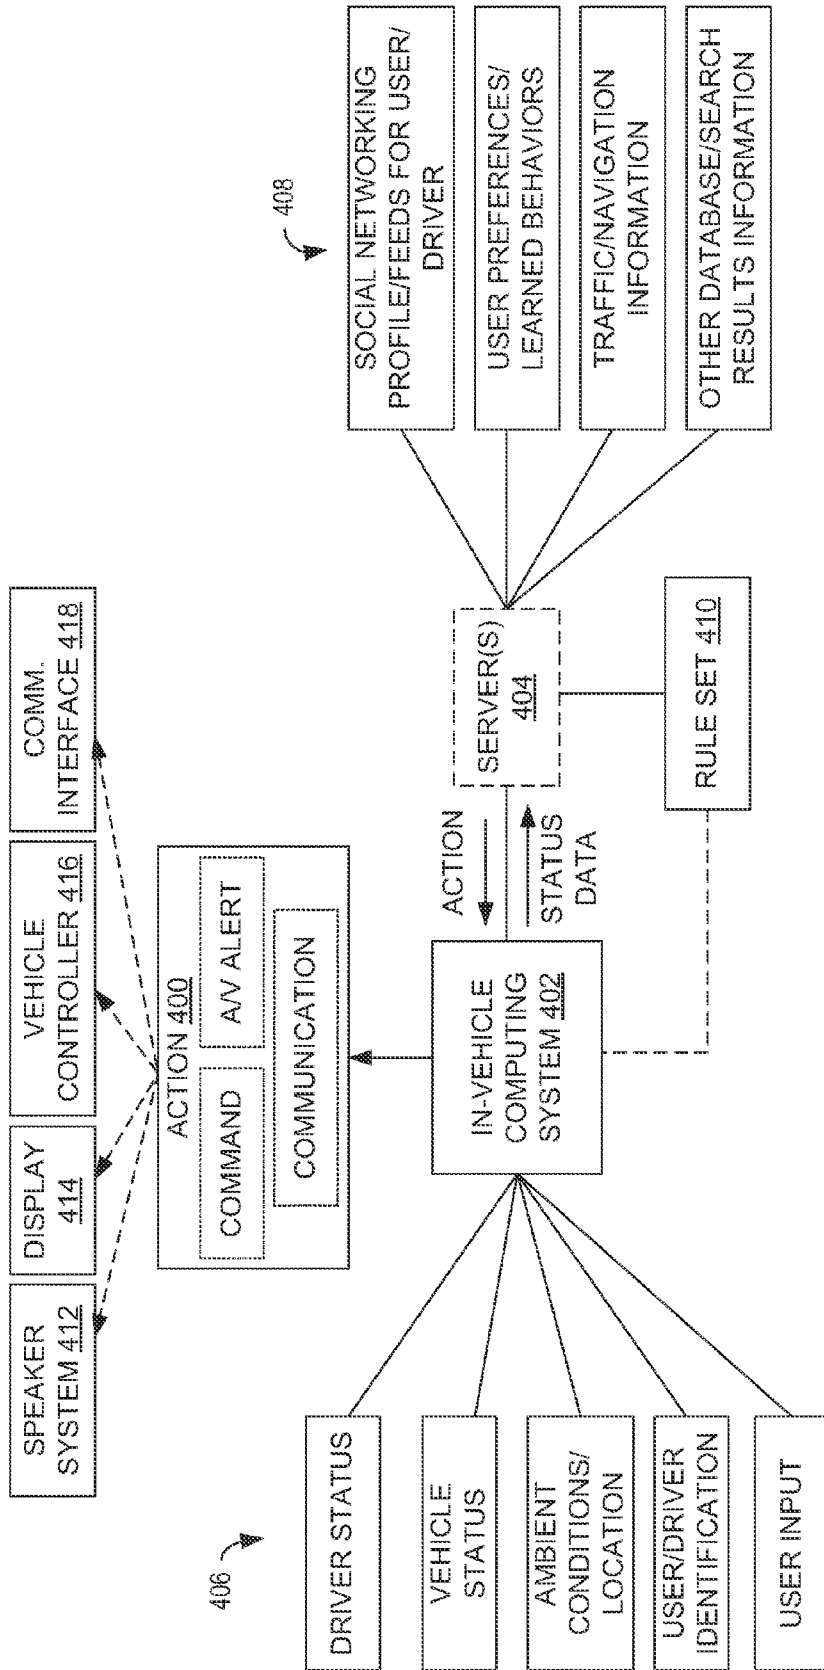 SPEAKER
SYSTEM 412
DISPLAY
414
VEHICLE
CONTROLLER 416
COMM.
INTERFACE 418
ACTION 400
COMMAND
A/V ALERT
COMMUNICATION
406
DRIVER STATUS
VEHICLE
STATUS
AMBIENT
CONDITIONS/
LOCATION
USER/DRIVER
IDENTIFICATION
USER INPUT
IN-VEHICLE
COMPUTING
SYSTEM 402
ACTION
STATUS
DATA
SERVER(S)
404
RULE SET 410
408
SOCIAL NETWORKING
PROFILE/FEEDS FOR USER/
DRIVER
USER PREFERENCES/
LEARNED BEHAVIORS
TRAFFIC/NAVIGATION
INFORMATION
OTHER DATABASE/SEARCH
RESULTS INFORMATION